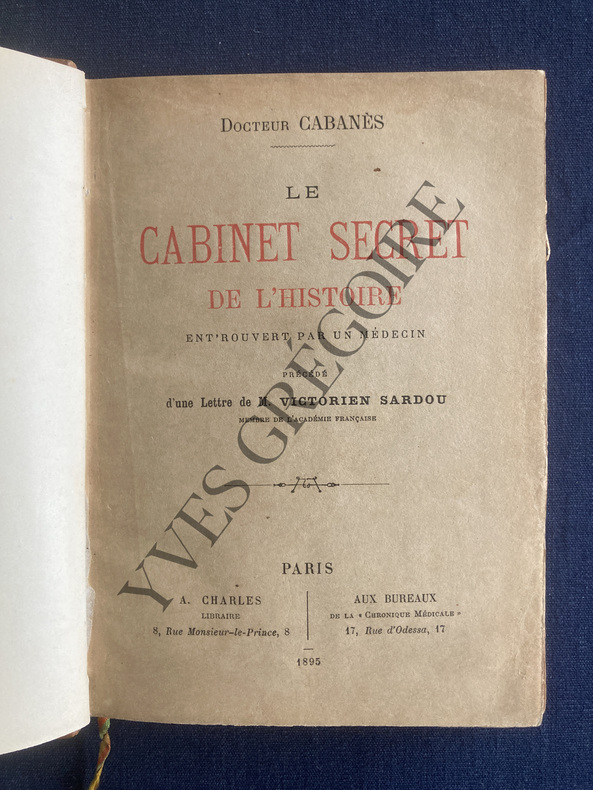 Docteur CABANÈS
LE
CABINET SECRET
DE L'HISTOIRE
ENT'ROUVERT PAR UN MÉDECIN
PRÉCÉDÉ
d'une Lettre de M. VICTORIEN SARDOU
MEMBRE DE L'ACADÉMIE FRANÇAISE
PARIS
A. CHARLES
LIBRAIRE
8, Rue Monsieur-le-Prince, 8
AUX BUREAUX
DE LA « CHRONIQUE MÉDICALE »
17, Rue d'Odessa, 17
1895
YVES GRÉGOIRE